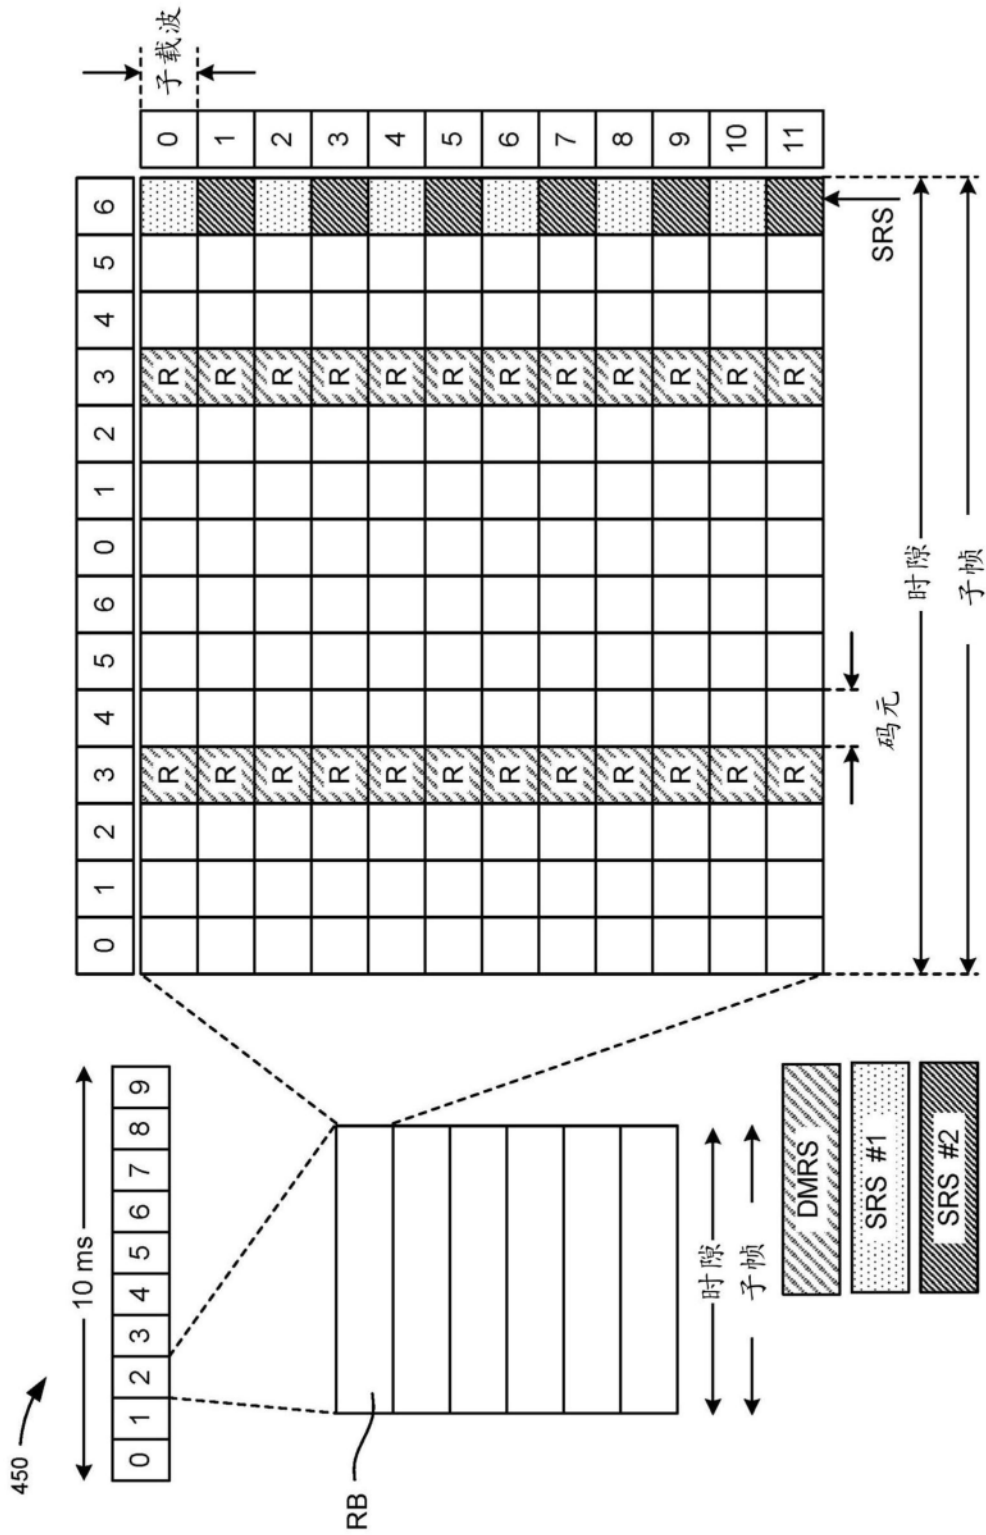 450
10 ms
0 1 2 3 4 5 6 7 8 9
RB
时隙
子帧
DMRS
SRS #1
SRS #2
0 1 2 3 4 5 6 0 1 2 3 4 5 6
子载波
R R 0
R R 1
R R 2
R R 3
R R 4
R R 5
R R 6
R R 7
R R 8
R R 9
R R 10
R R 11
码元
SRS
时隙
子帧